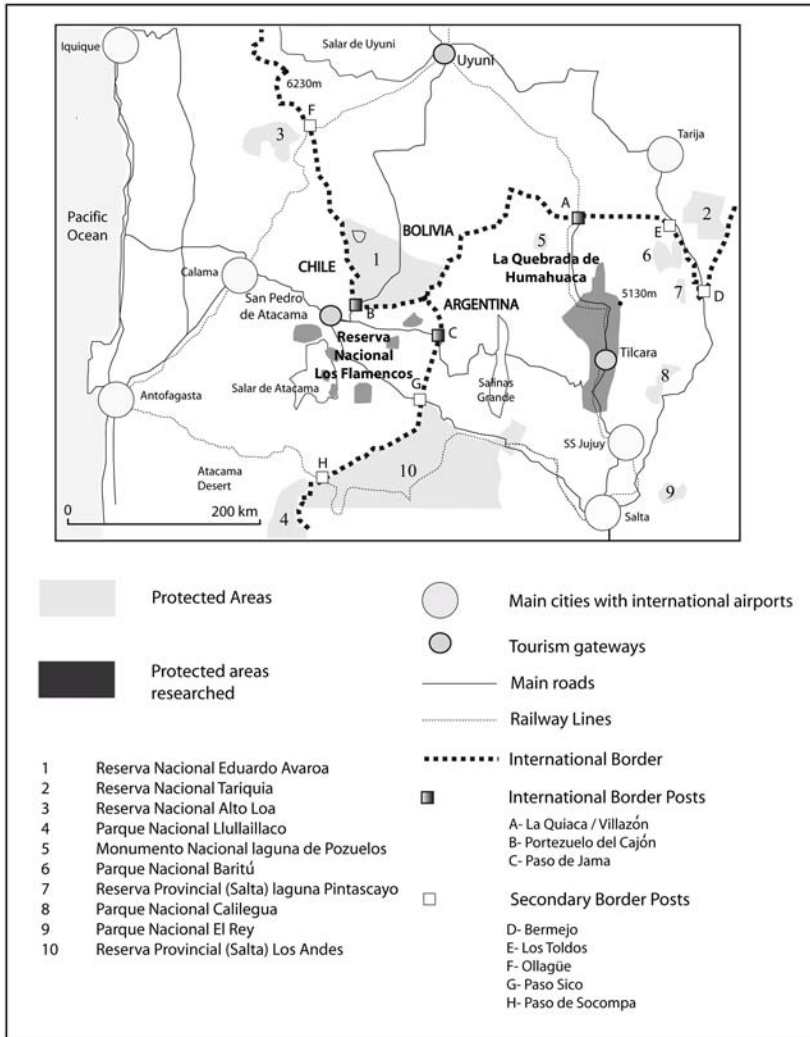 Iquique
Salar de Uyuni
Uyuni
6230m
F
3
Tarija
Pacific
Ocean
A
2
BOLIVIA
E
5
1
La Quebrada de
Humahuaca
6
CHILE
Calama
San Pedro
de Atacama
5130m
7
D
B
ARGENTINA
C
Reserva
Nacional
Los Flamencos
Tilcara
8
Salar de Atacama
Salinas
Grande
Antofagasta
G
SS Jujuy
Atacama
Desert
H
10
9
0
200 km
4
Salta
Protected Areas
Protected areas
researched
Main cities with international airports
Tourism gateways
Main roads
Railway Lines
International Border
1 Reserva Nacional Eduardo Avaroa
2 Reserva Nacional Tariquia
3 Reserva Nacional Alto Loa
4 Parque Nacional Llullaillaco
5 Monumento Nacional laguna de Pozuelos
6 Parque Nacional Baritú
7 Reserva Provincial (Salta) laguna Pintascayo
8 Parque Nacional Calilegua
9 Parque Nacional El Rey
10 Reserva Provincial (Salta) Los Andes
International Border Posts
A- La Quiaca / Villazón
B- Portezuelo del Cajón
C- Paso de Jama
Secondary Border Posts
D- Bermejo
E- Los Toldos
F- Ollagüe
G- Paso Sico
H- Paso de Socompa